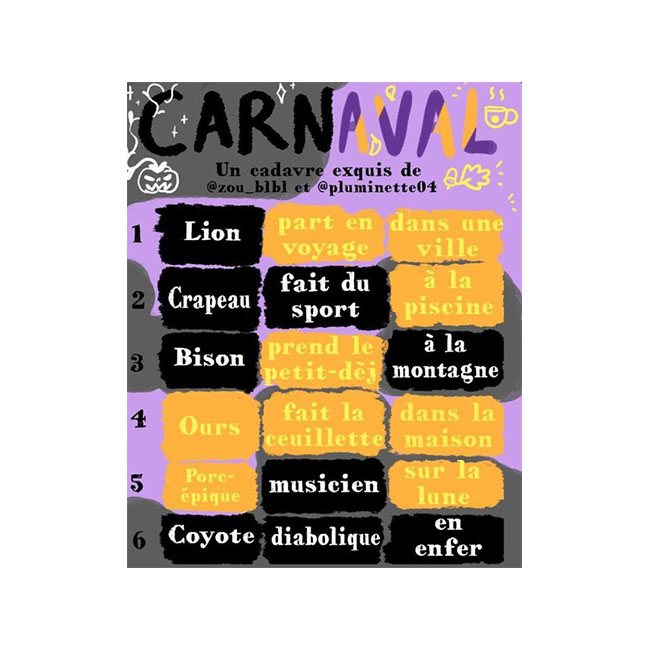 CARNAVAL
Un cadavre exquis de
@zou_blbl et @pluminette04
1 Lion part en voyage dans une ville
2 Crapeau fait du sport à la piscine
3 Bison prend le petit-dèj à la montagne
4 Ours fait la ceuillette dans la maison
5 Porc-épique musicien sur la lune
6 Coyote diabolique en enfer